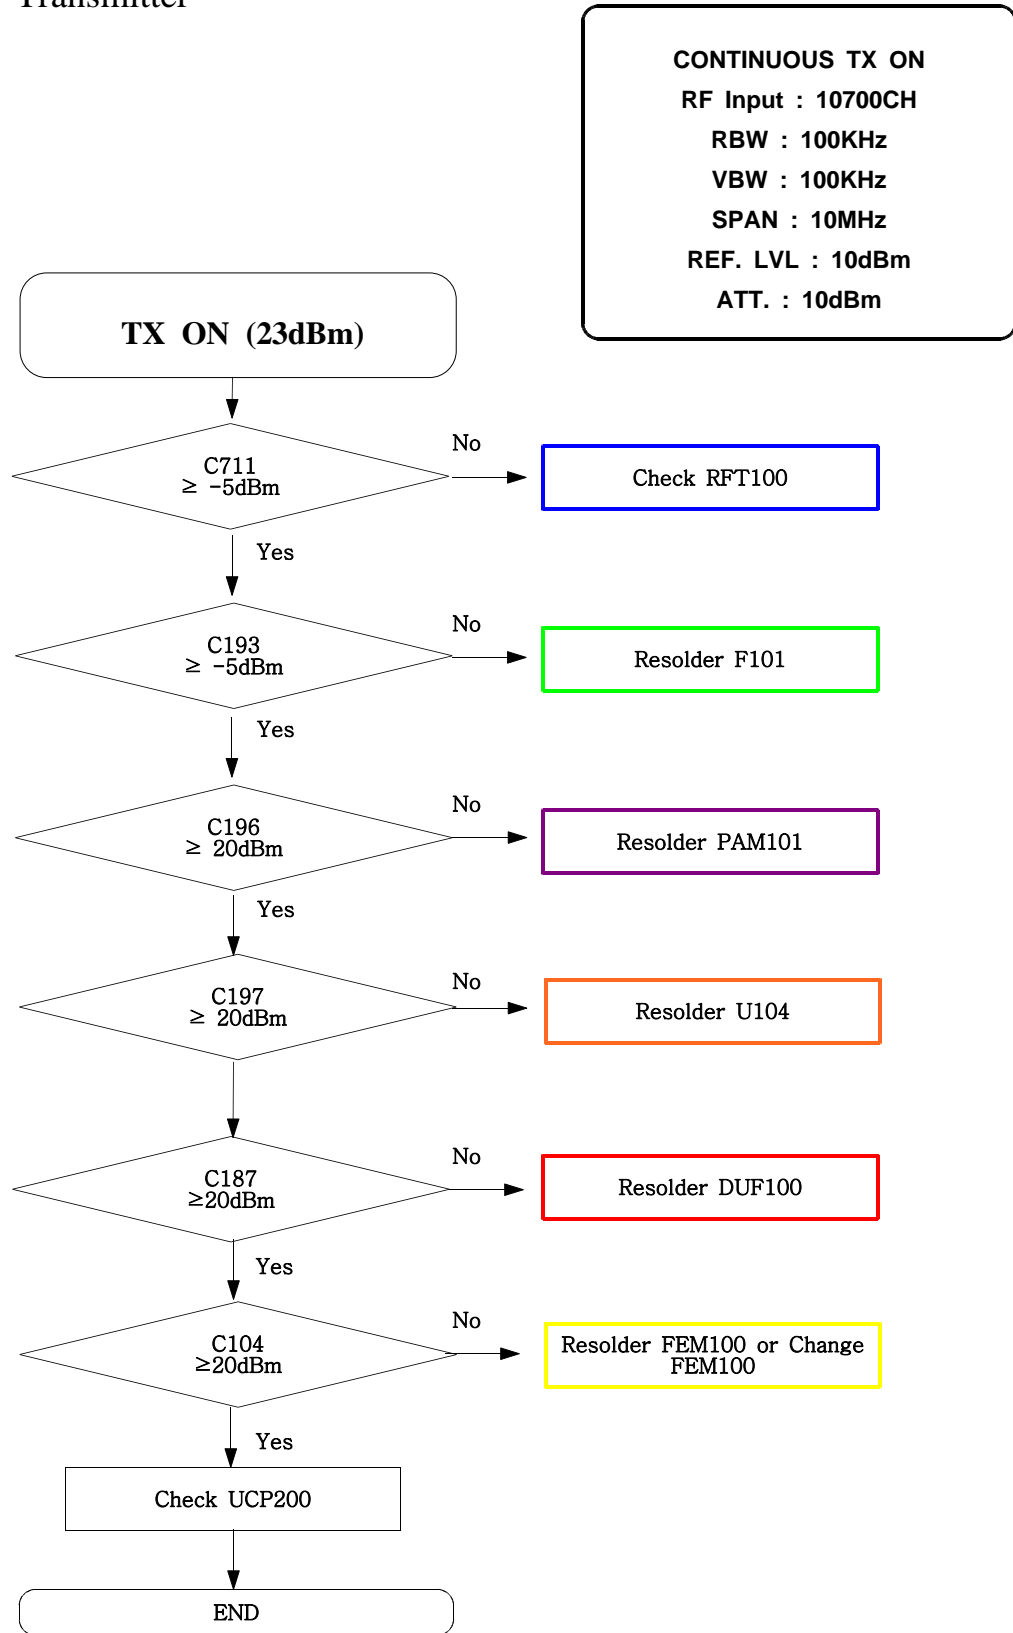 Transmitter
CONTINUOUS TX ON
RF Input : 10700CH
RBW : 100KHz
VBW : 100KHz
SPAN : 10MHz
REF. LVL : 10dBm
ATT. : 10dBm
TX ON (23dBm)
C711
≥ -5dBm
No
Check RFT100
Yes
C193
≥ -5dBm
No
Resolder F101
Yes
C196
≥ 20dBm
No
Resolder PAM101
Yes
C197
≥ 20dBm
No
Resolder U104
C187
≥20dBm
No
Resolder DUF100
Yes
C104
≥20dBm
No
Resolder FEM100 or Change
FEM100
Yes
Check UCP200
END